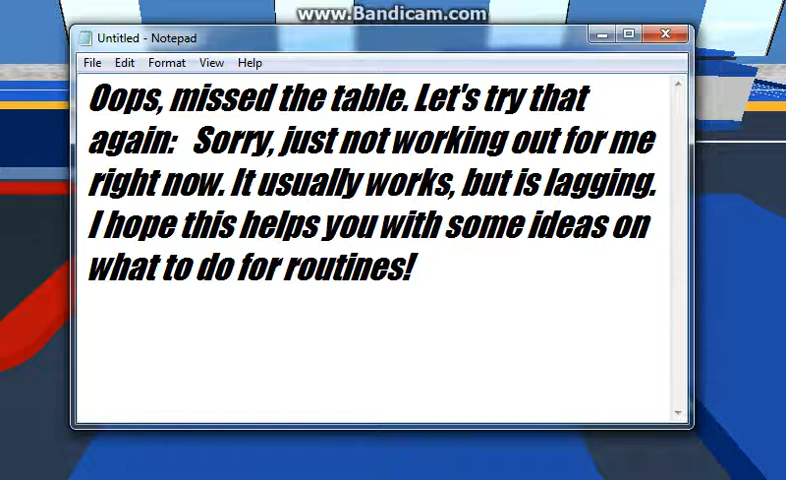 www.Bandicam.com
Untitled - Notepad
File Edit Format View Help
Oops, missed the table. Let's try that
again:   Sorry, just not working out for me
right now. It usually works, but is lagging.
I hope this helps you with some ideas on
what to do for routines!